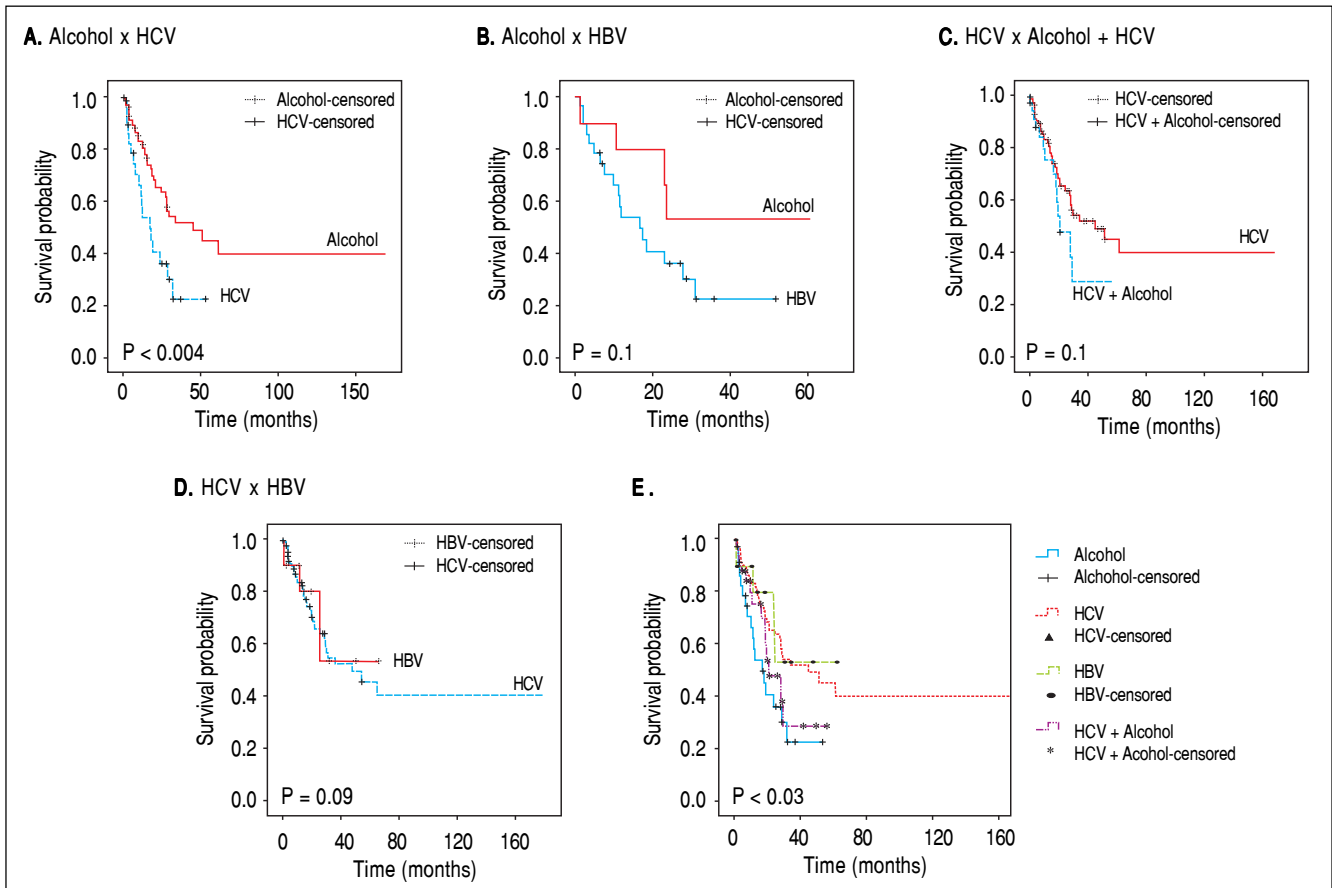 A. Alcohol x HCV
Survival probability
1.0
0.8
0.6
0.4
0.2
0.0
Alcohol-censored
HCV-censored
Alcohol
HCV
P < 0.004
0 50 100 150
Time (months)
B. Alcohol x HBV
Survival probability
1.0
0.8
0.6
0.4
0.2
0.0
Alcohol-censored
HCV-censored
Alcohol
HBV
P = 0.1
0 20 40 60
Time (months)
C. HCV x Alcohol + HCV
Survival probability
1.0
0.8
0.6
0.4
0.2
0.0
HCV-censored
HCV + Alcohol-censored
HCV
HCV + Alcohol
P = 0.1
0 40 80 120 160
Time (months)
D. HCV x HBV
Survival probability
1.0
0.8
0.6
0.4
0.2
0.0
HBV-censored
HCV-censored
HBV
HCV
P = 0.09
0 40 80 120 160
Time (months)
E.
Survival probability
1.0
0.8
0.6
0.4
0.2
0.0
P < 0.03
0 40 80 120 160
Time (months)
Alcohol
Alchohol-censored
HCV
HCV-censored
HBV
HBV-censored
HCV + Alcohol
HCV + Acohol-censored